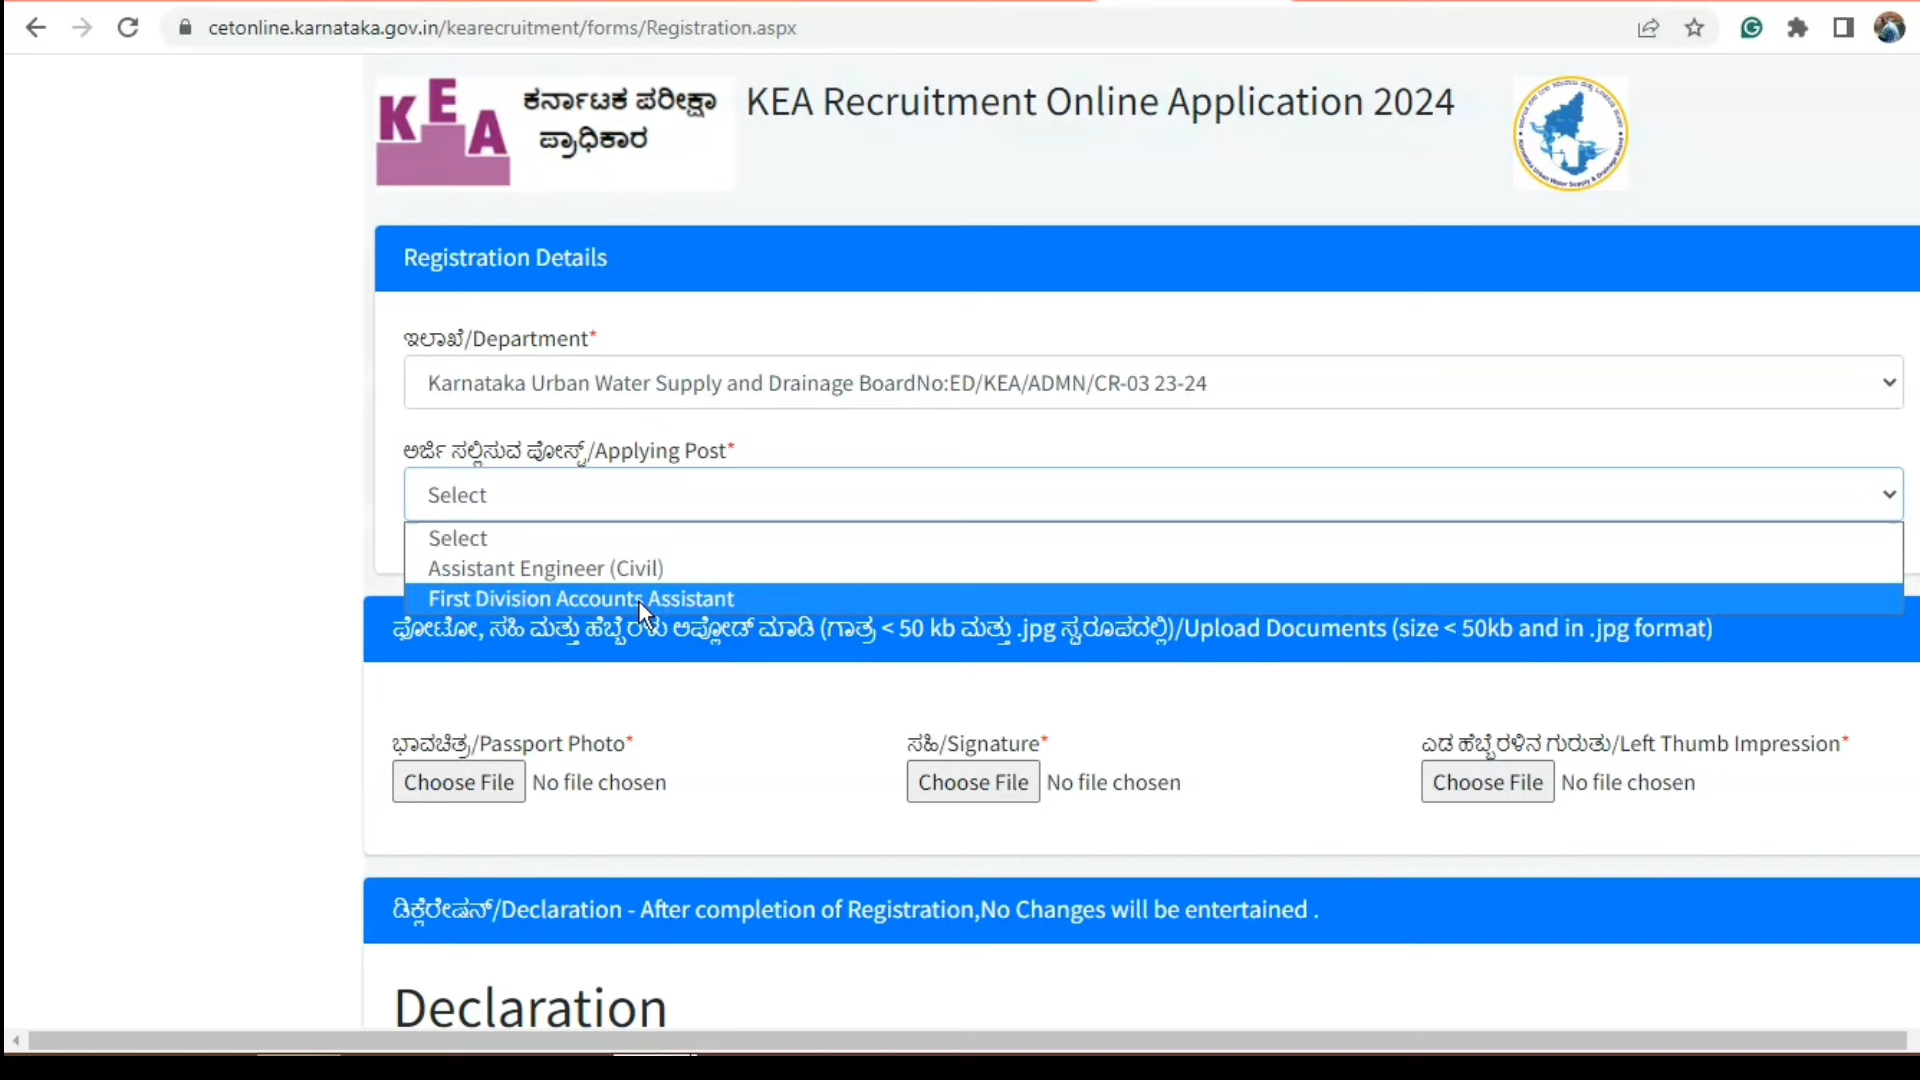 cetonline.karnataka.gov.in/kearecruitment/forms/Registration.aspx
KEA
ಕರ್ನಾಟಕ ಪರೀಕ್ಷಾ
ಪ್ರಾಧಿಕಾರ
KEA Recruitment Online Application 2024
Registration Details
ಇಲಾಖೆ/Department*
Karnataka Urban Water Supply and Drainage BoardNo:ED/KEA/ADMN/CR-03 23-24
ಅರ್ಜಿ ಸಲ್ಲಿಸುವ ಪೋಸ್ಟ್/Applying Post*
Select
Select
Assistant Engineer (Civil)
First Division Accounts Assistant
ಫೋಟೋ, ಸಹಿ ಮತ್ತು ಹೆಬ್ಬೆರಳು ಅಪ್ಲೋಡ್ ಮಾಡಿ (ಗಾತ್ರ < 50 kb ಮತ್ತು .jpg ಸ್ವರೂಪದಲ್ಲಿ)/Upload Documents (size < 50kb and in .jpg format)
ಭಾವಚಿತ್ರ/Passport Photo* ಸಹಿ/Signature* ಎಡ ಹೆಬ್ಬೆರಳಿನ ಗುರುತು/Left Thumb Impression*
Choose File No file chosen Choose File No file chosen Choose File No file chosen
ಡಿಕ್ಲೆರೇಷನ್/Declaration - After completion of Registration,No Changes will be entertained .
Declaration